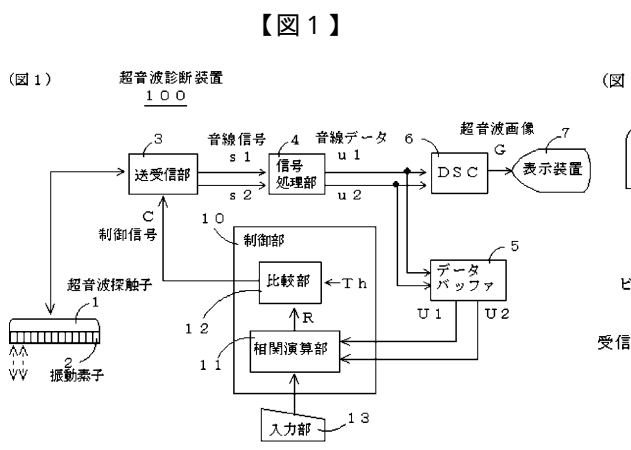 【図1】
(図1)
(図
超音波診断装置
100
超音波画像
音線信号
音線データ
3
4
6
G
7
s1
u1
送受信部
信号
処理部
DSC
表示装置
s2
u2
C
制御信号
10
制御部
5
データ
バッファ
超音波探触子
比較部
Th
1
12
R
U1
U2
2
11
相関演算部
受信
振動素子
13
入力部